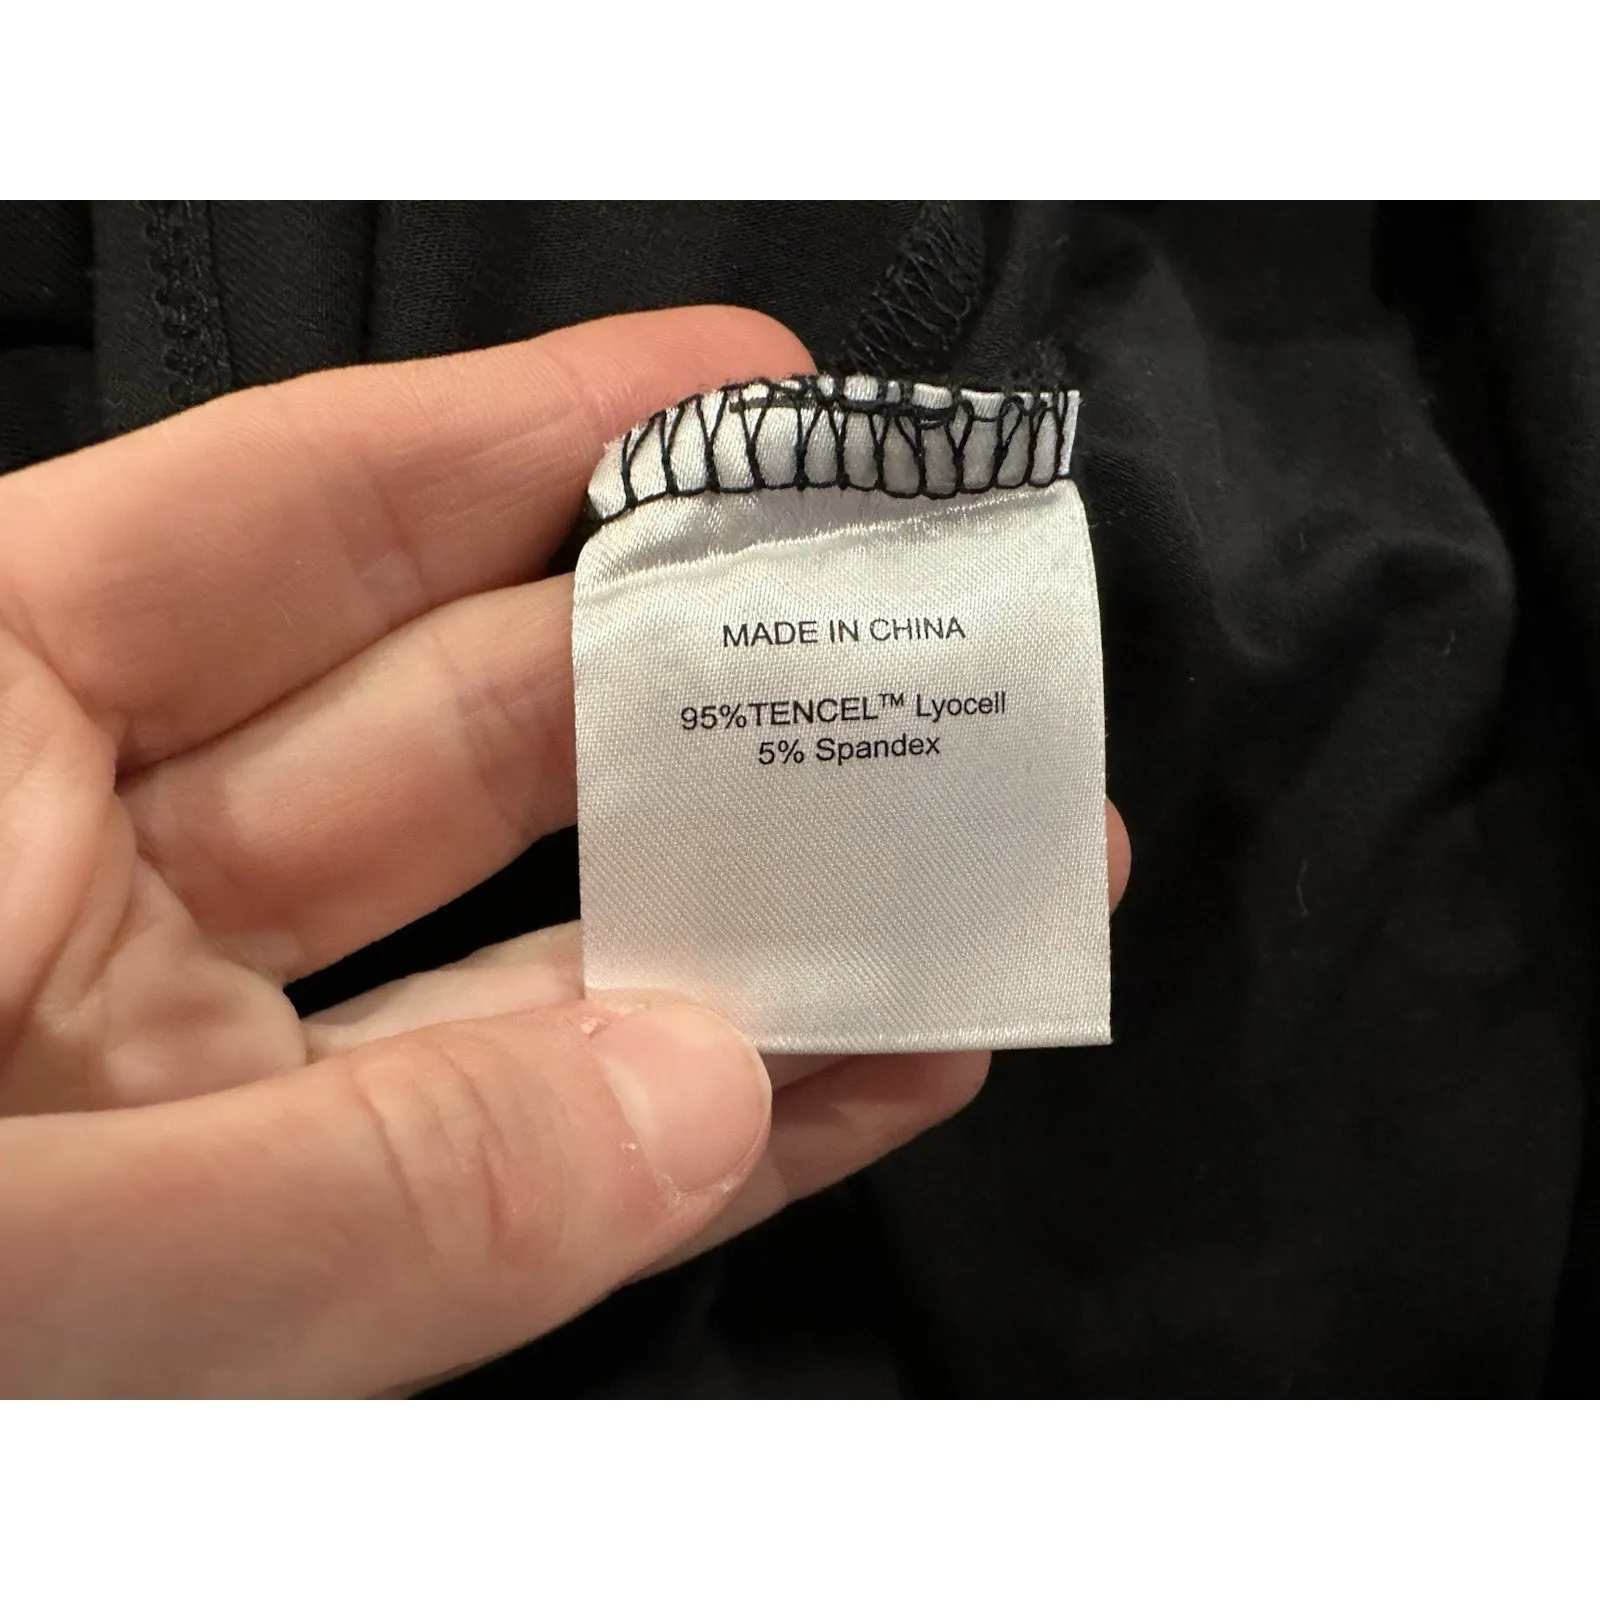 MADE IN CHINA
95%TENCEL™ Lyocell
5% Spandex